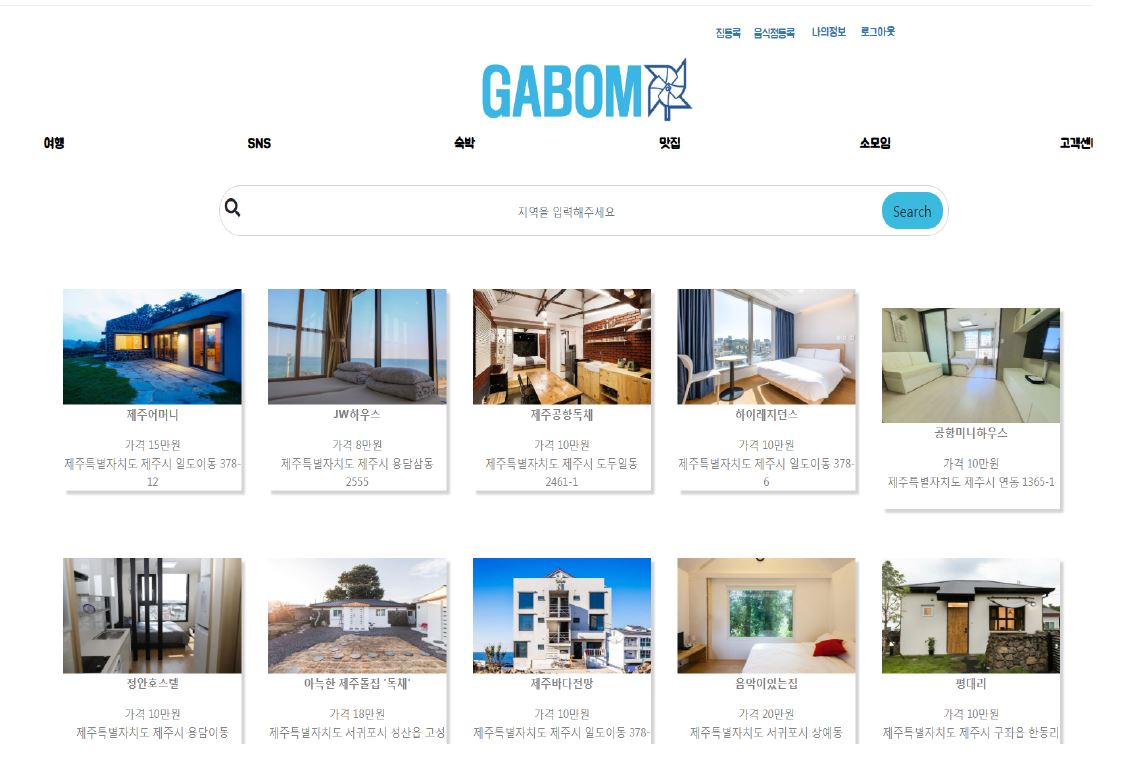 집등록 음식점등록 나의정보 로그아웃
GABOM
여행 SNS 숙박 맛집 소모임 고객센
지역을 입력해주세요 Search
제주어머니
가격 15만원
제주특별자치도 제주시 일도이동 378-
12
JW하우스
가격 8만원
제주특별자치도 제주시 용담삼동
2555
제주공항독채
가격 10만원
제주특별자치도 제주시 도두일동
2461-1
하이레지던스
가격 10만원
제주특별자치도 제주시 일도이동 378-
6
공항미니하우스
가격 10만원
제주특별자치도 제주시 연동 1365-1
정안호스텔
가격 10만원
제주특별자치도 제주시 용담이동
아늑한 제주돌집 '독채'
가격 18만원
제주특별자치도 서귀포시 성산읍 고성
제주바다전망
가격 10만원
제주특별자치도 제주시 일도이동 378-
음악이있는집
가격 20만원
제주특별자치도 서귀포시 상예동
평대리
가격 10만원
제주특별자치도 제주시 구좌읍 한동리